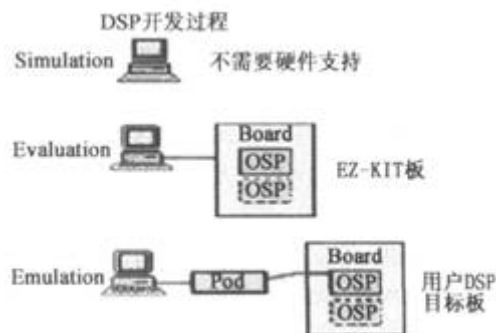 DSP开发过程
Simulation 不需要硬件支持
Board
Evaluation OSP EZ-KIT板
OSP
Board
Emulation Pod OSP 用户DSP
OSP 目标板